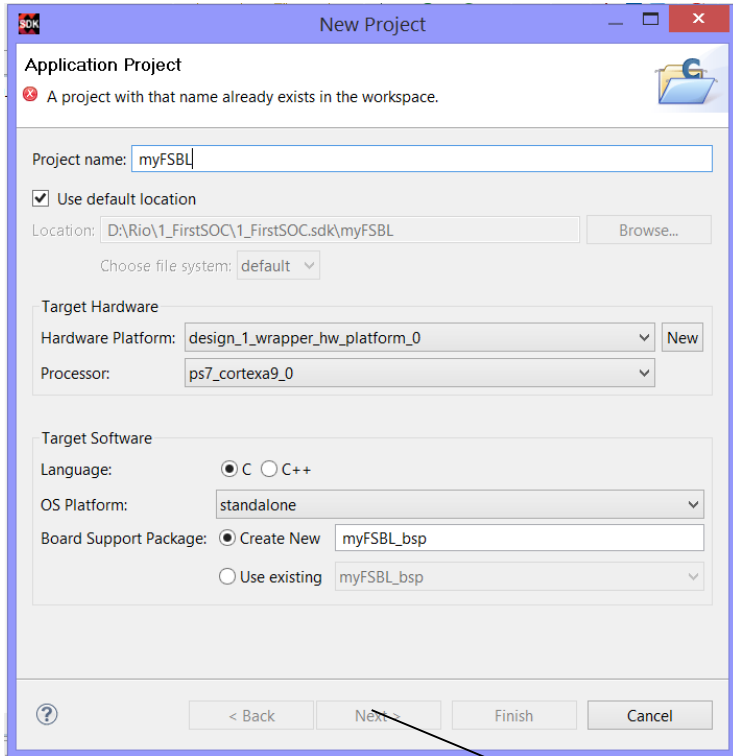 SDK New Project
Application Project
A project with that name already exists in the workspace.
Project name: myFSBL
Use default location
Location: D:\Rio\1_FirstSOC\1_FirstSOC.sdk\myFSBL Browse...
Choose file system: default
Target Hardware
Hardware Platform: design_1_wrapper_hw_platform_0 New
Processor: ps7_cortexa9_0
Target Software
Language: C C++
OS Platform: standalone
Board Support Package: Create New myFSBL_bsp
Use existing myFSBL_bsp
? < Back Next > Finish Cancel